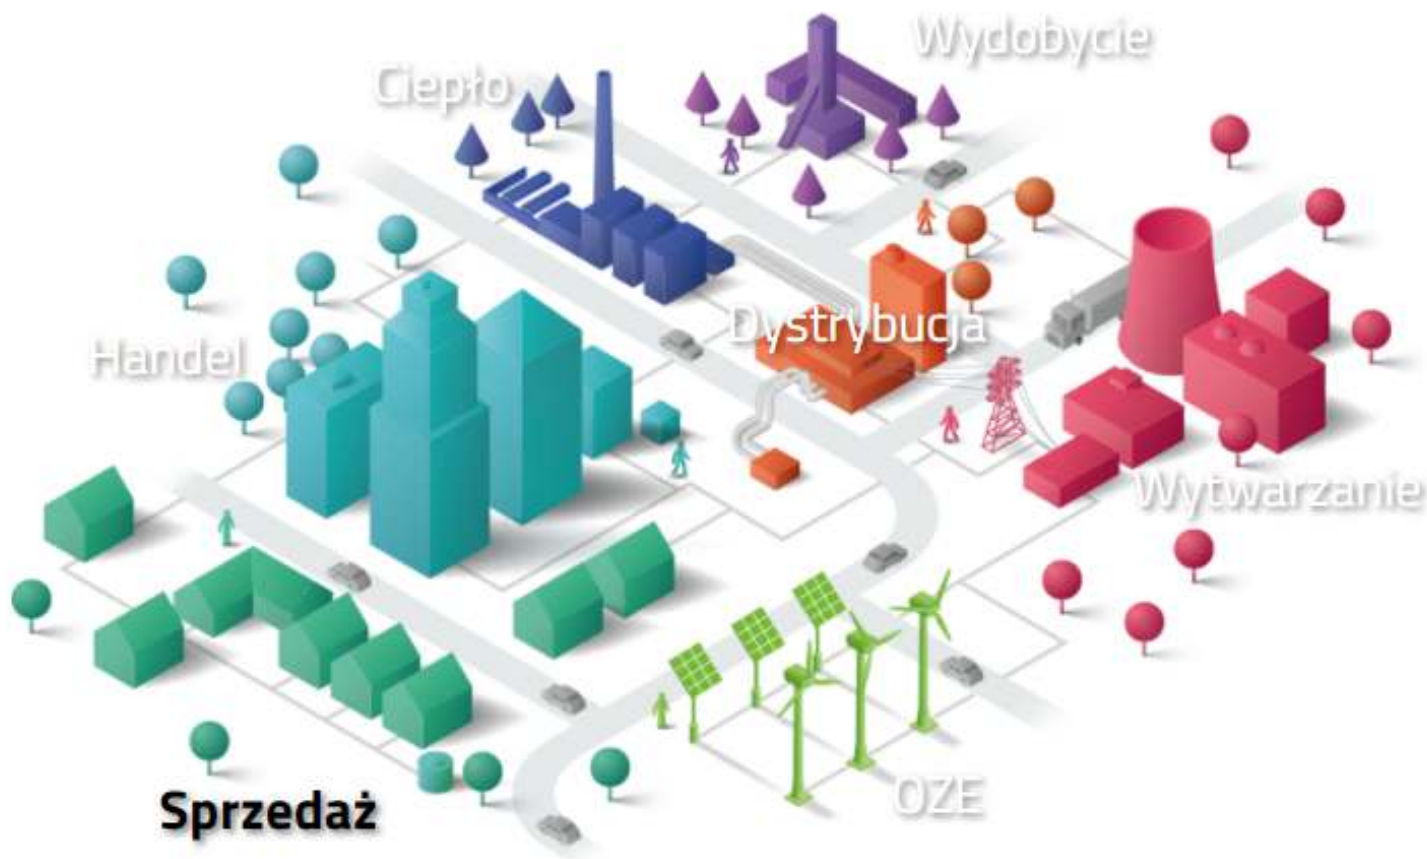 Wydobycie
Ciepło
Dystrybucja
Handel
Wytwarzanie
OZE
Sprzedaż